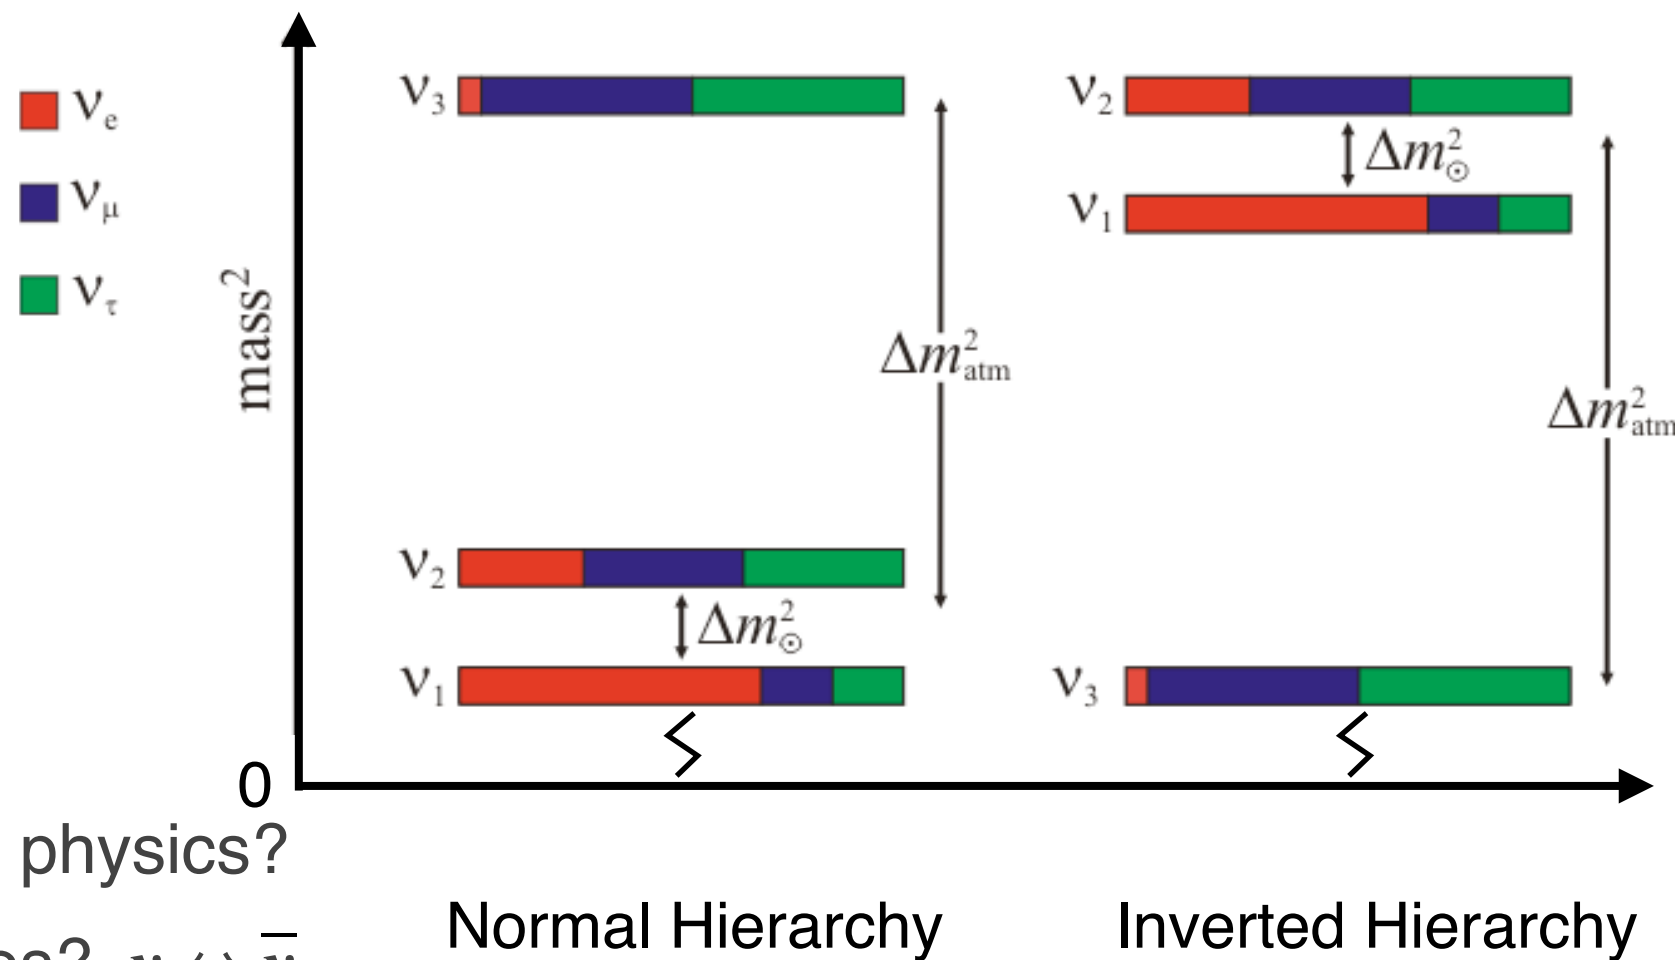 νe
νμ
ντ
mass²
0
ν₃
Δm²atm
ν₂
Δm²⊙
ν₁
Normal Hierarchy
ν₂
Δm²⊙
ν₁
Δm²atm
ν₃
Inverted Hierarchy
physics?